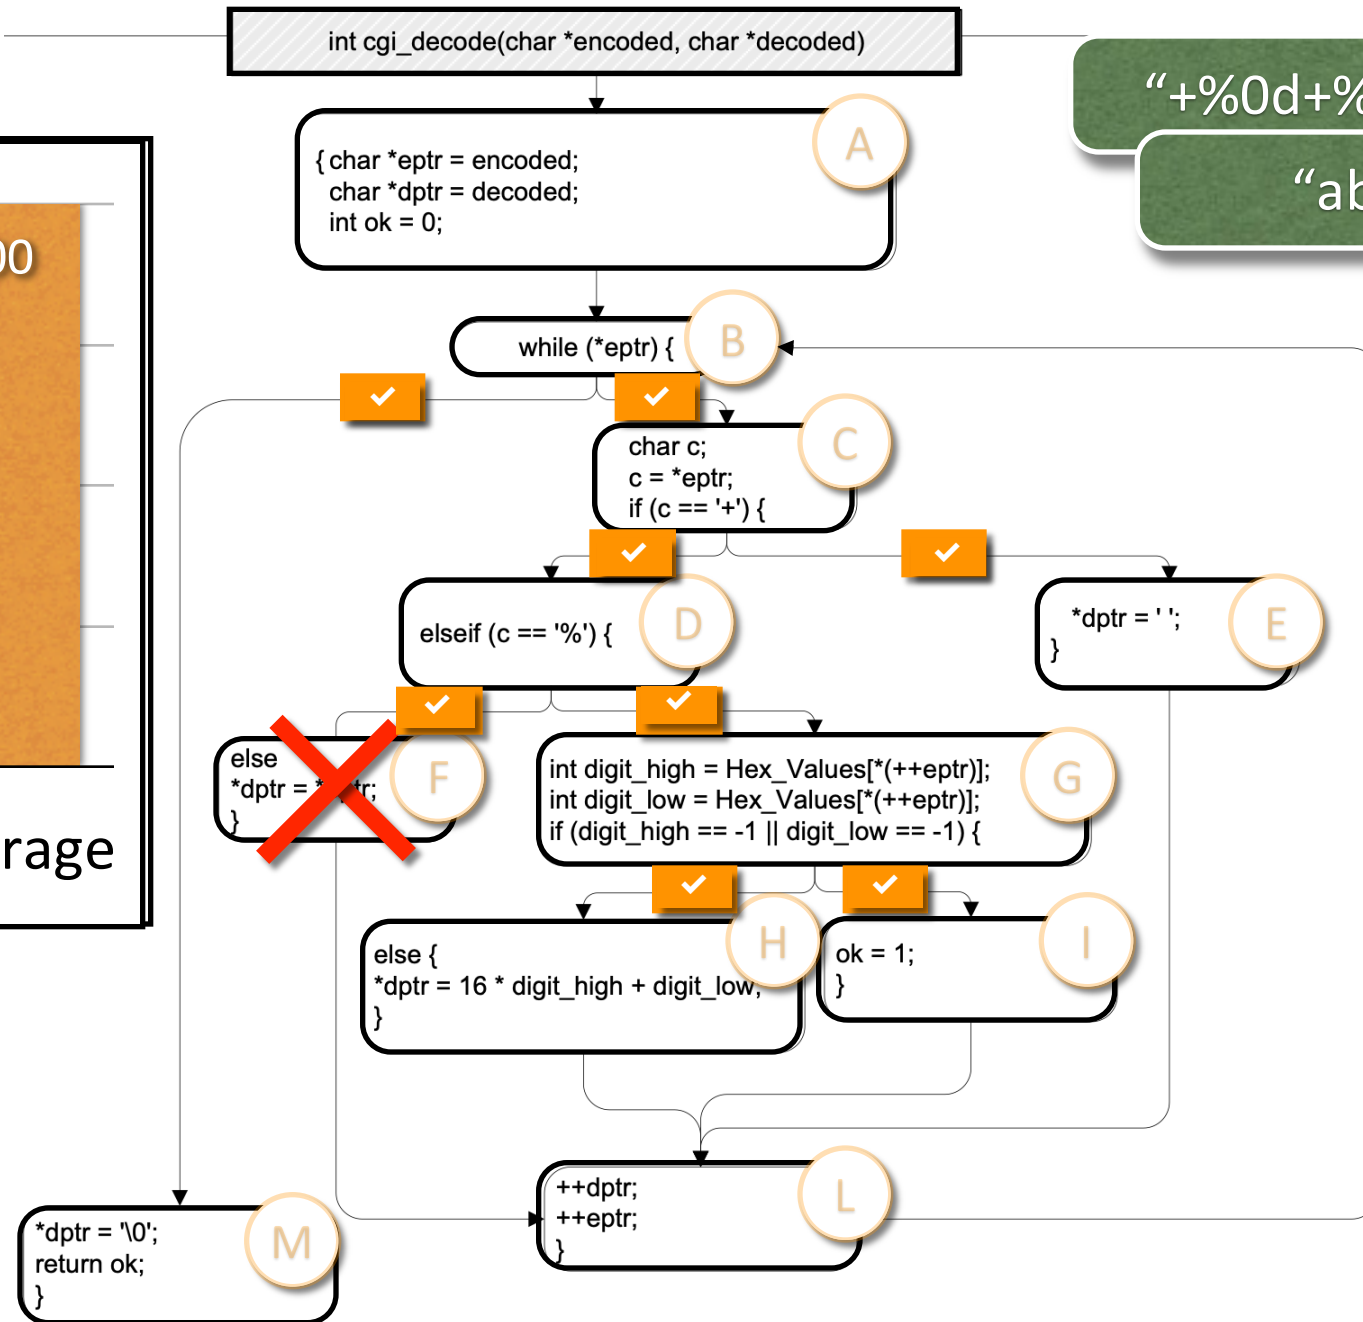 int cgi_decode(char *encoded, char *decoded)
“+%0d+%
“ab
A
{ char *eptr = encoded;
char *dptr = decoded;
int ok = 0;
00
while (*eptr) {
B
char c;
c = *eptr;
if (c == '+') {
C
elseif (c == '%') {
D
*dptr = ' ';
}
E
else
*dptr =
}
F
int digit_high = Hex_Values[*(++eptr)];
int digit_low = Hex_Values[*(++eptr)];
if (digit_high == -1 || digit_low == -1) {
G
rage
else {
*dptr = 16 * digit_high + digit_low;
}
H
ok = 1;
}
I
++dptr;
++eptr;
}
L
*dptr = '\0';
return ok;
}
M